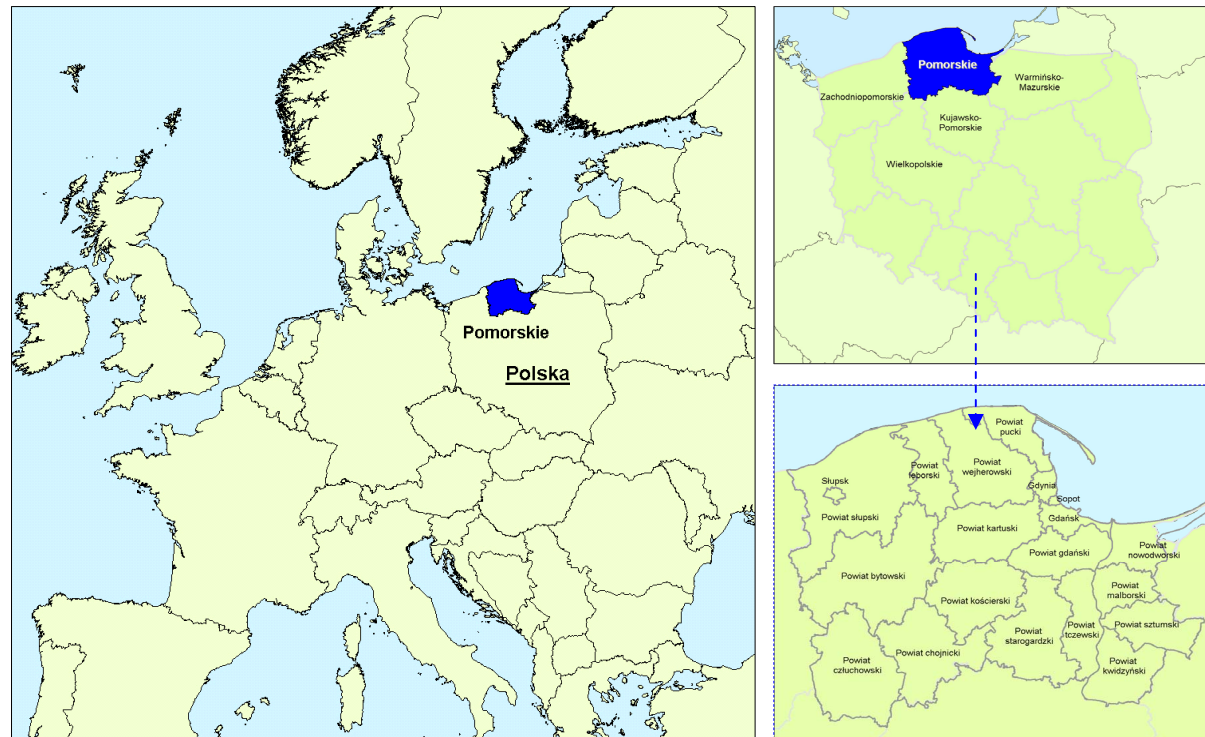 Pomorskie
Polska
Pomorskie
Warmińsko-
Mazurskie
Zachodniopomorskie
Kujawsko-
Pomorskie
Wielkopolskie
Powiat
pucki
Powiat
wejherowski
Powiat
lęborski
Słupsk
Gdynia
Sopot
Powiat słupski
Gdańsk
Powiat kartuski
Powiat
nowodworski
Powiat gdański
Powiat bytowski
Powiat
malborski
Powiat kościerski
Powiat
starogardzki
Powiat
tczewski
Powiat sztumski
Powiat
człuchowski
Powiat chojnicki
Powiat
kwidzyński